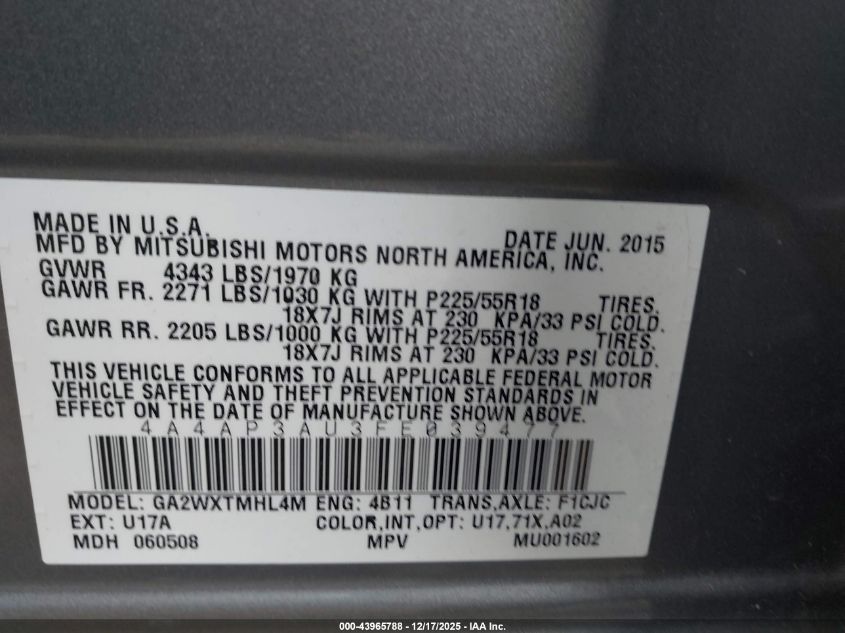 MADE IN U.S.A. DATE JUN. 2015
MFD BY MITSUBISHI MOTORS NORTH AMERICA, INC.
GVWR 4343 LBS/1970 KG
GAWR FR. 2271 LBS/1030 KG WITH P225/55R18 TIRES,
18X7J RIMS AT 230 KPA/33 PSI COLD.
GAWR RR. 2205 LBS/1000 KG WITH P225/55R18 TIRES,
18X7J RIMS AT 230 KPA/33 PSI COLD.
THIS VEHICLE CONFORMS TO ALL APPLICABLE FEDERAL MOTOR
VEHICLE SAFETY AND THEFT PREVENTION STANDARDS IN
EFFECT ON THE DATE OF MANUFACTURE SHOWN ABOVE.
4A4AP3AU3FE039477
MODEL: GA2WXTMHL4M ENG: 4B11 TRANS,AXLE: F1CJC
EXT: U17A COLOR,INT,OPT: U17,71X,A02
MDH 060508 MPV MU001602
000-43965788 - 12/17/2025 - IAA Inc.